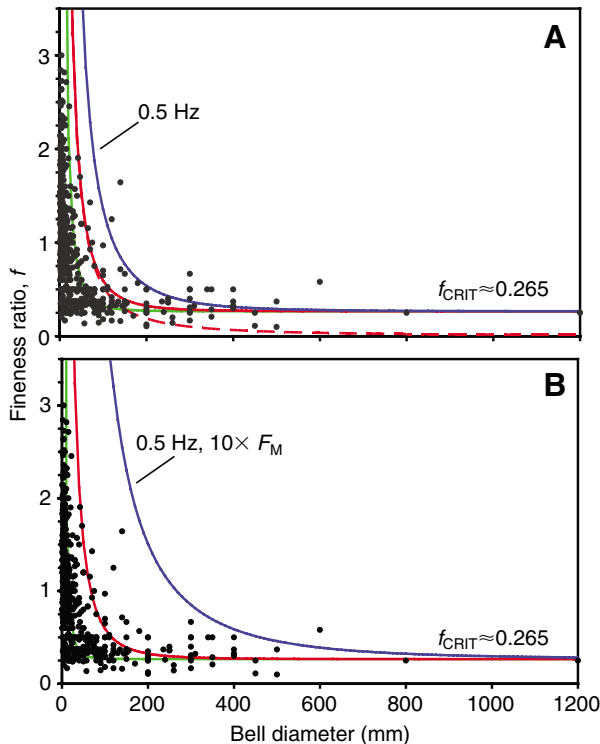 A
3
2
1
0
0.5 Hz
fCRIT≈0.265
Fineness ratio, f
B
3
2
1
0
0.5 Hz, 10× FM
fCRIT≈0.265
0 200 400 600 800 1000 1200
Bell diameter (mm)